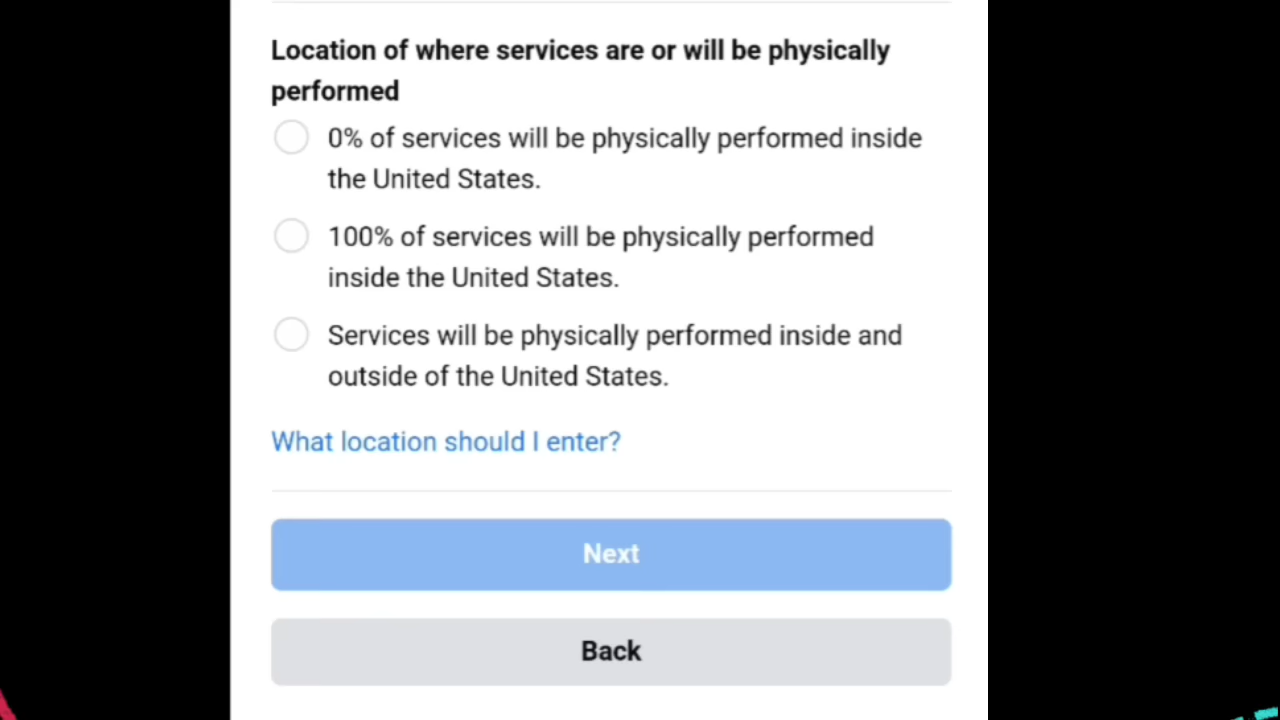 Location of where services are or will be physically
performed
0% of services will be physically performed inside
the United States.
100% of services will be physically performed
inside the United States.
Services will be physically performed inside and
outside of the United States.
What location should I enter?
Next
Back